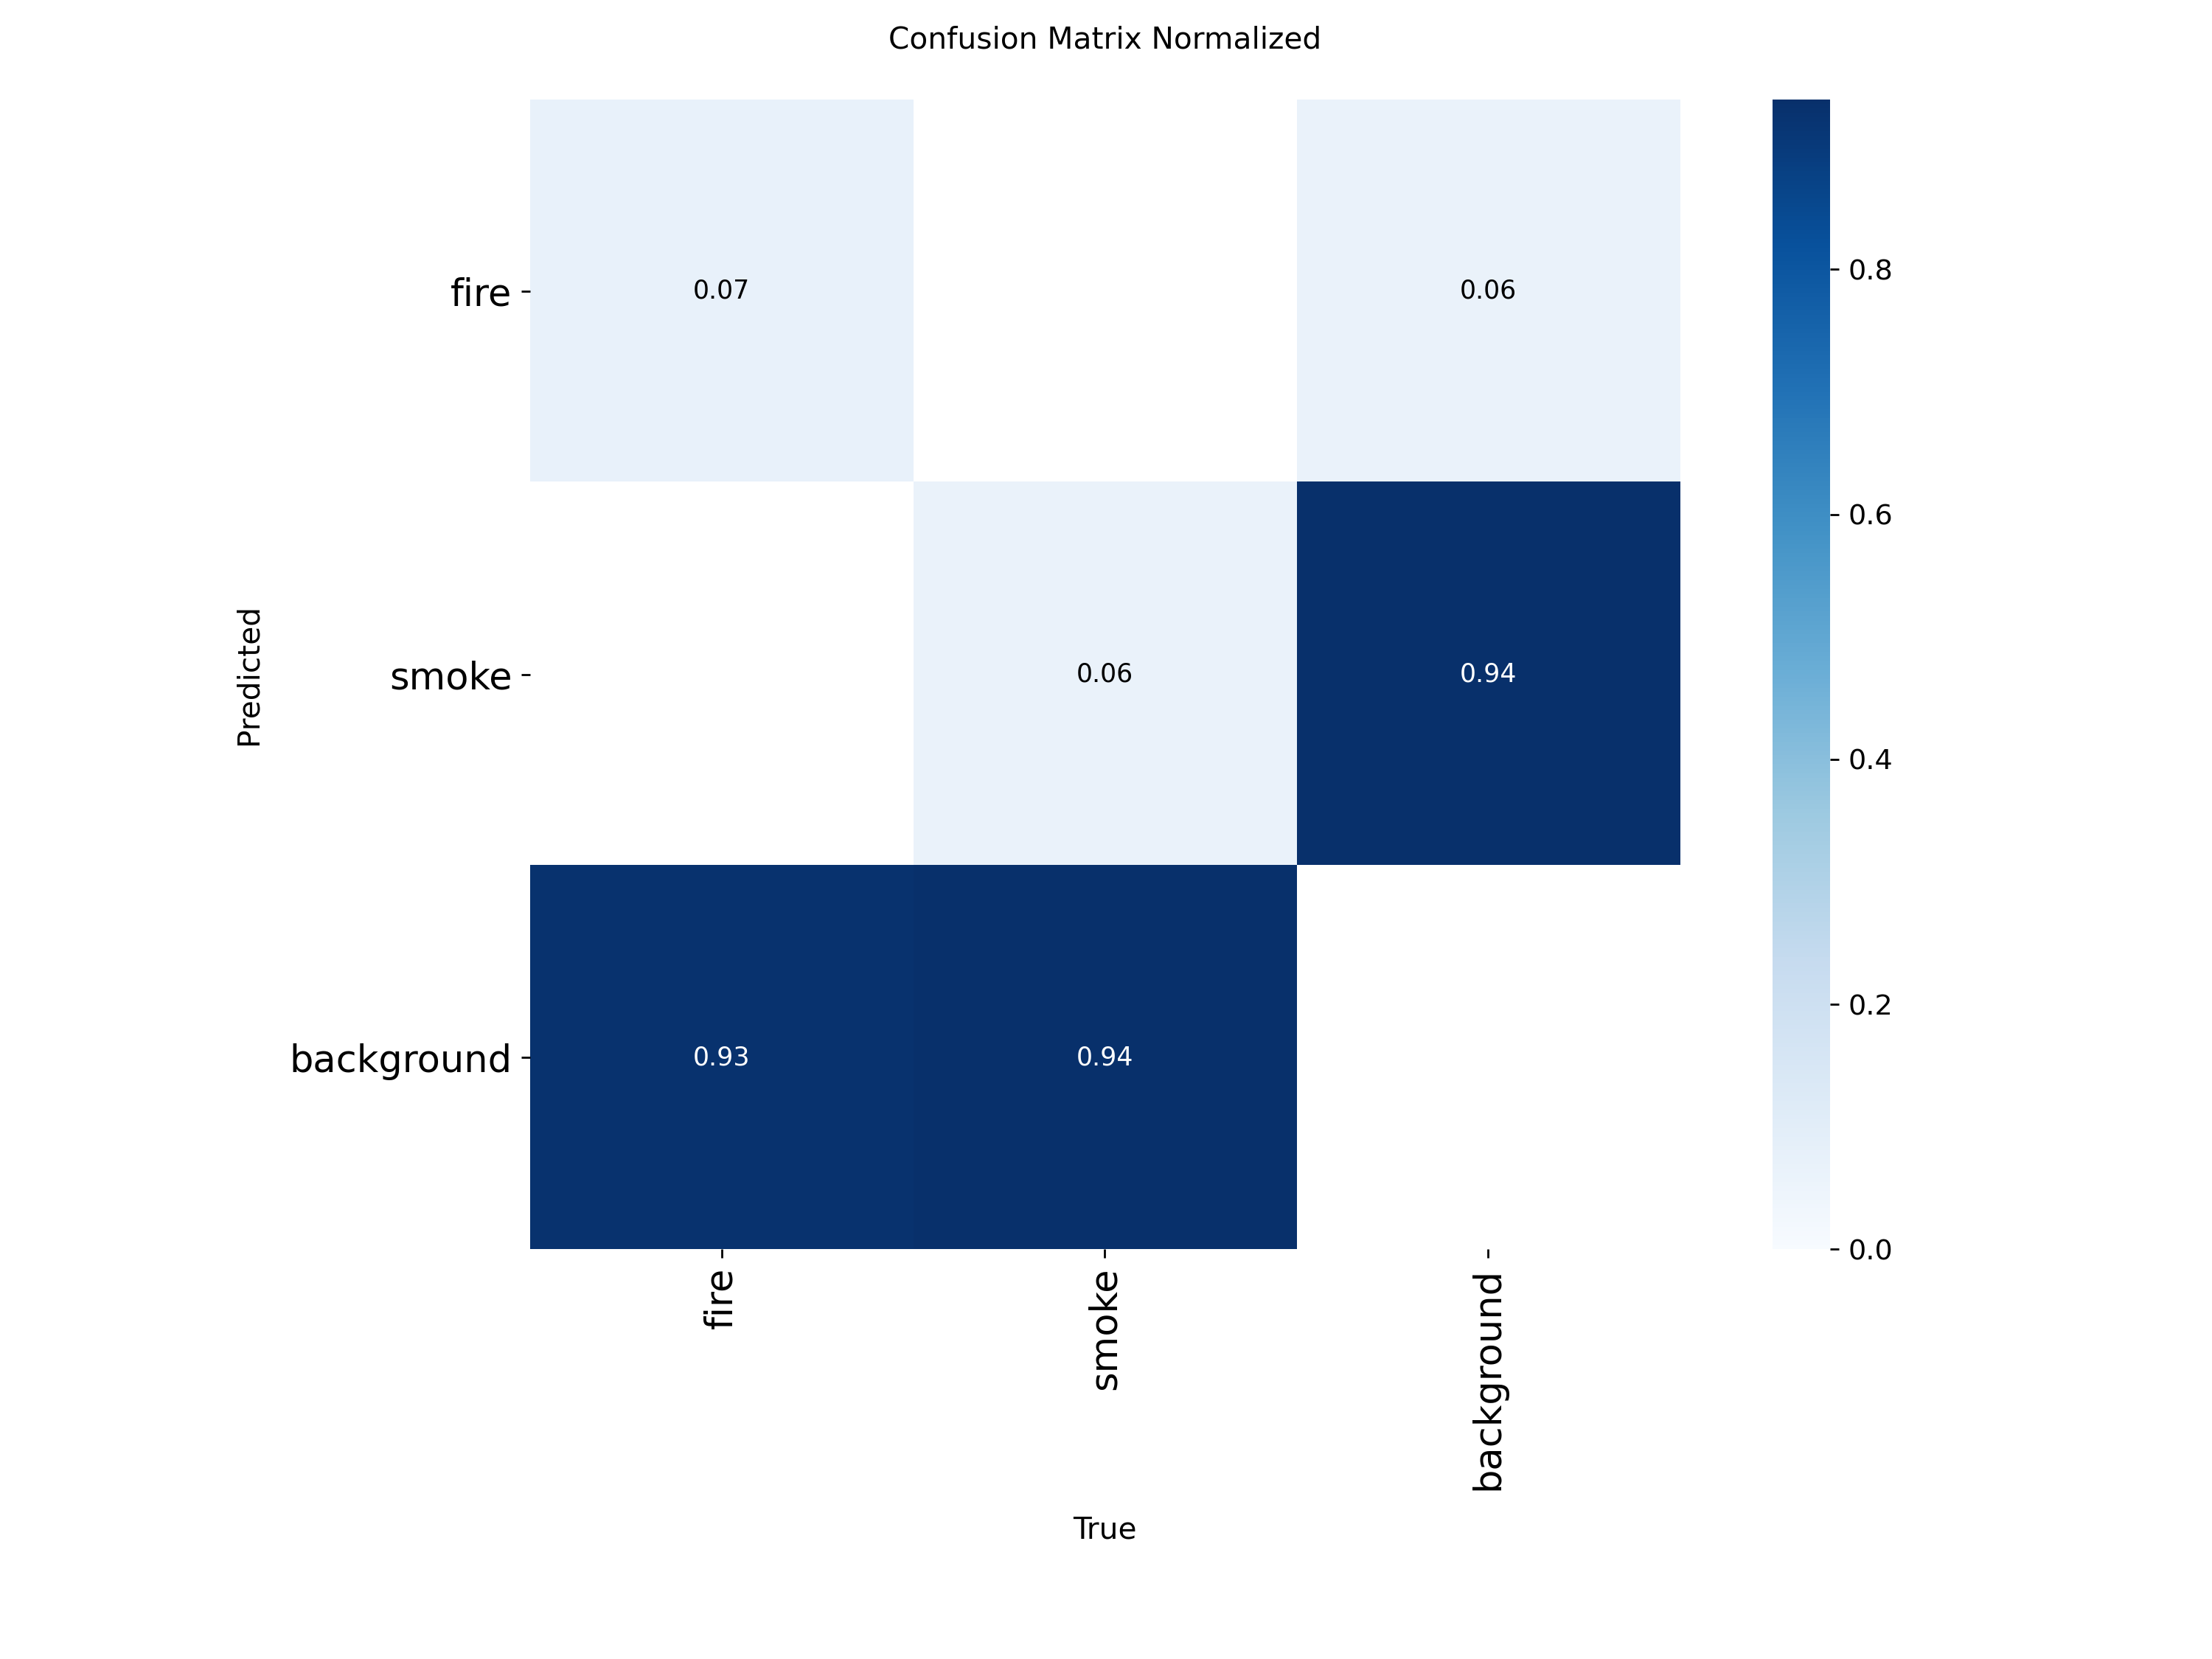 Confusion Matrix Normalized
fire
0.07
0.06
0.8
0.6
Predicted
smoke
0.06
0.94
0.4
background
0.93
0.94
0.2
0.0
fire
smoke
background
True